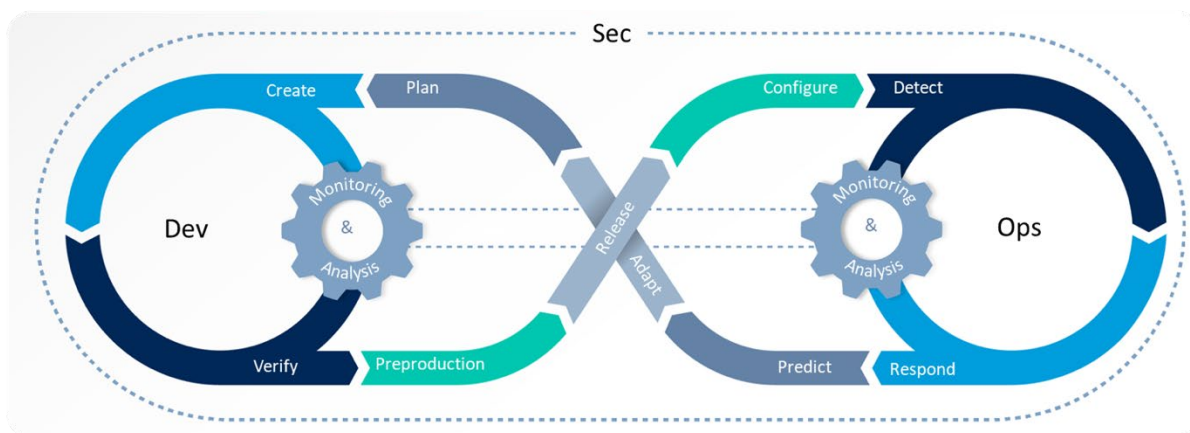 Sec
Create
Plan
Configure
Detect
Monitoring
&
Analysis
Monitoring
&
Analysis
Dev
Release
Adapt
Ops
Verify
Preproduction
Predict
Respond